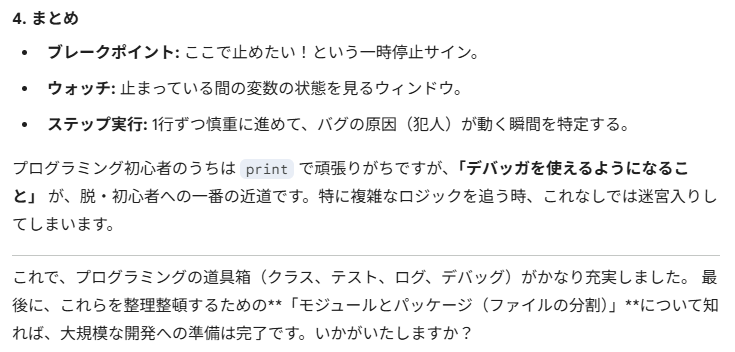 4. まとめ
• ブレークポイント: ここで止めたい！という一時停止サイン。
• ウォッチ: 止まっている間の変数の状態を見るウィンドウ。
• ステップ実行: 1行ずつ慎重に進めて、バグの原因（犯人）が動く瞬間を特定する。
プログラミング初心者のうちは print で頑張りがちですが、「デバッガを使えるようになるこ
と」 が、脱・初心者への一番の近道です。特に複雑なロジックを追う時、これなしでは迷宮入りし
てしまいます。
これで、プログラミングの道具箱（クラス、テスト、ログ、デバッグ）がかなり充実しました。 最
後に、これらを整理整頓するための**「モジュールとパッケージ（ファイルの分割）」**について知
れば、大規模な開発への準備は完了です。いかがいたしますか？